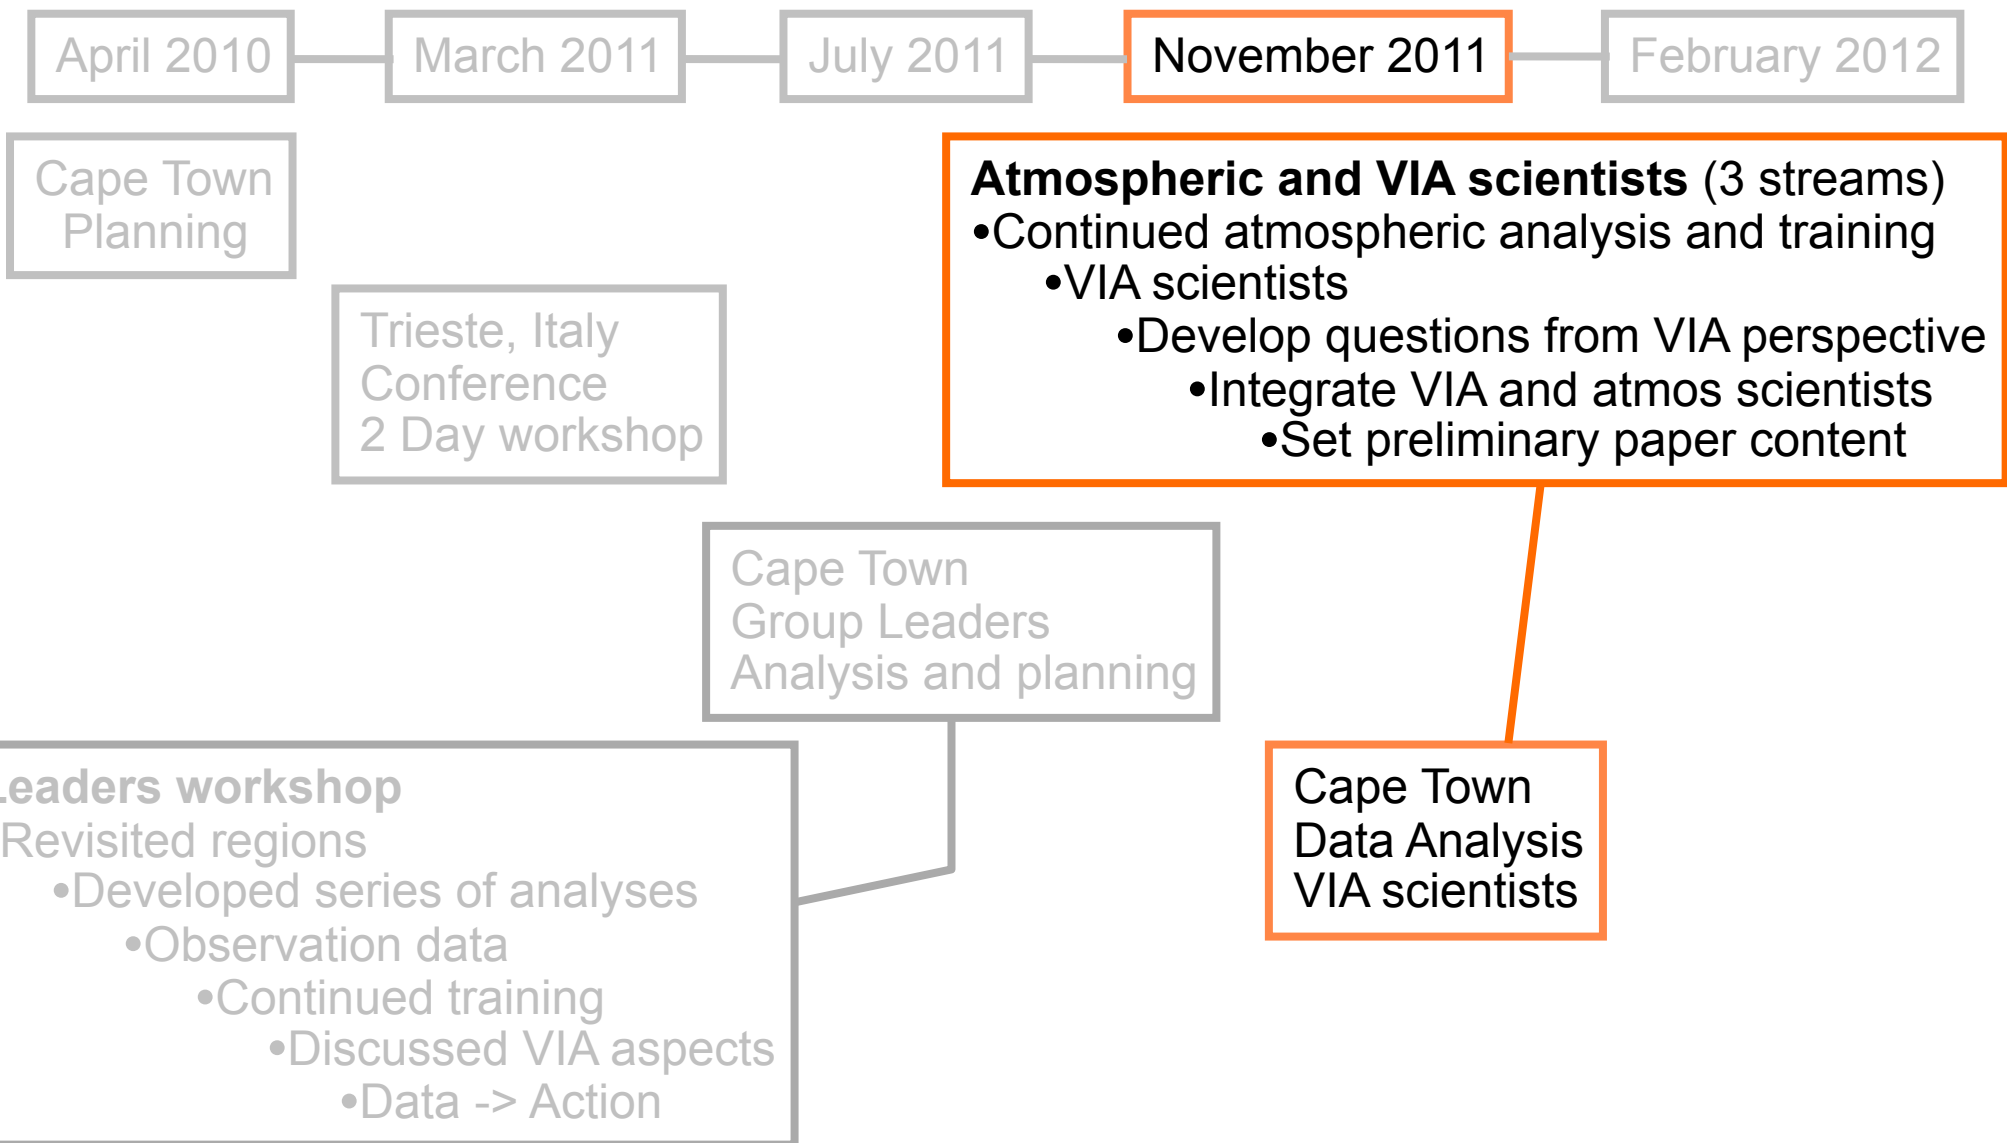 April 2010
March 2011
July 2011
November 2011
February 2012
Cape Town
Planning
Trieste, Italy
Conference
2 Day workshop
Atmospheric and VIA scientists (3 streams)
•Continued atmospheric analysis and training
•VIA scientists
•Develop questions from VIA perspective
•Integrate VIA and atmos scientists
•Set preliminary paper content
Cape Town
Group Leaders
Analysis and planning
Leaders workshop
Revisited regions
•Developed series of analyses
•Observation data
•Continued training
•Discussed VIA aspects
•Data -> Action
Cape Town
Data Analysis
VIA scientists